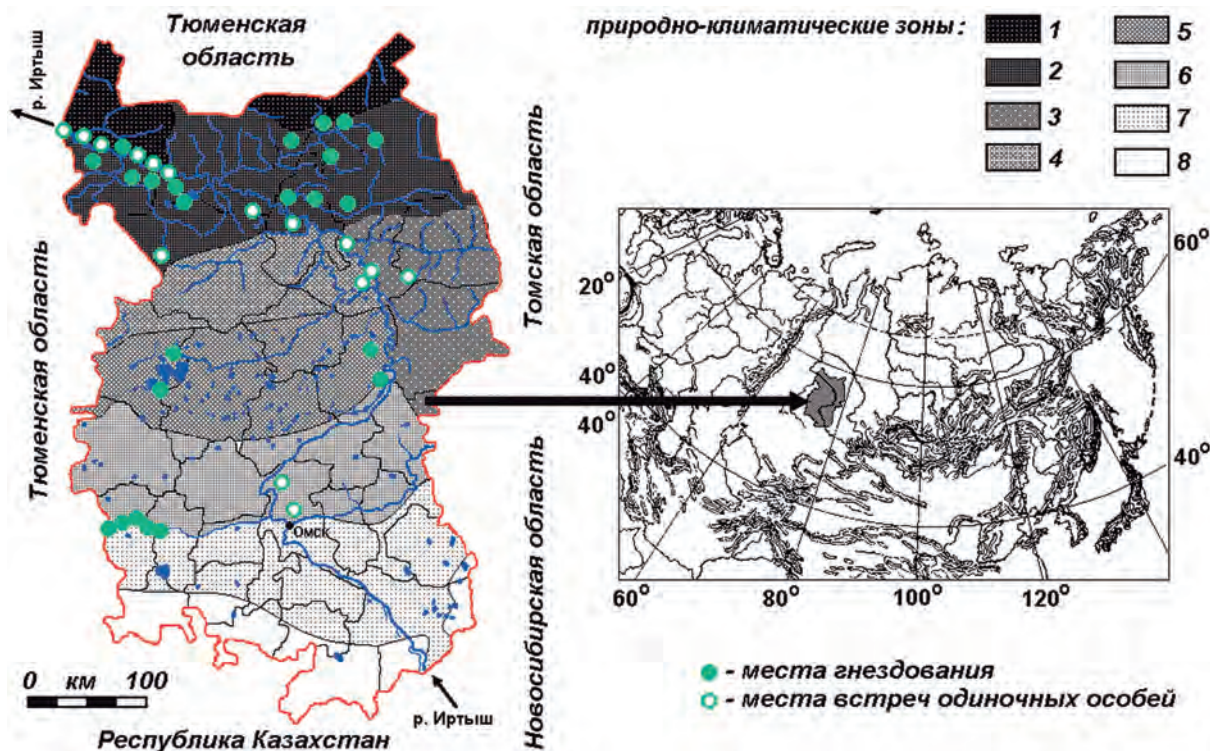 Тюменская
область
р. Иртыш
Томская область
Тюменская область
Новосибирская область
Омск
0 км 100
р. Иртыш
Республика Казахстан
природно-климатические зоны :
1
2
3
4
5
6
7
8
20°
40°
40°
60°
40°
60°
80°
100°
120°
- места гнездования
- места встреч одиночных особей